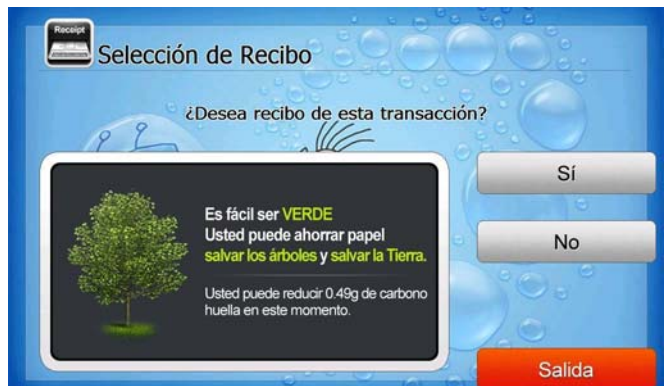 Receipt
Selección de Recibo
¿Desea recibo de esta transacción?
Es fácil ser VERDE
Usted puede ahorrar papel
salvar los árboles y salvar la Tierra.
Usted puede reducir 0.49g de carbono
huella en este momento.
Sí
No
Salida